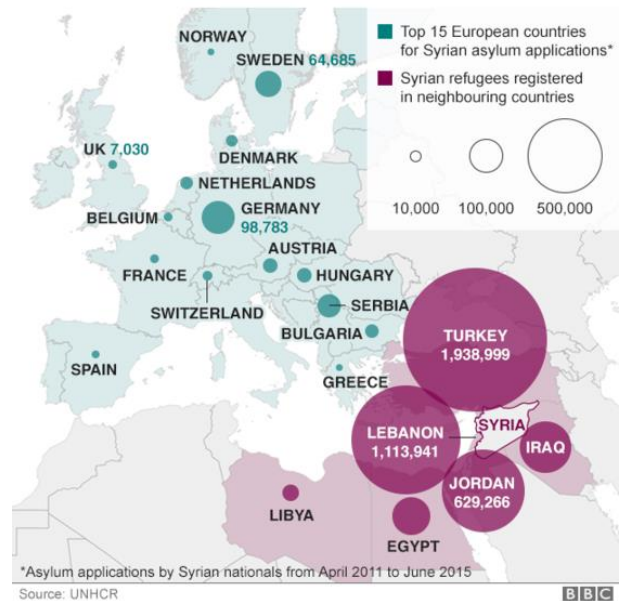 NORWAY
SWEDEN 64,685
Top 15 European countries
for Syrian asylum applications*
Syrian refugees registered
in neighbouring countries
10,000
100,000
500,000
UK 7,030
DENMARK
NETHERLANDS
BELGIUM
GERMANY
98,783
AUSTRIA
FRANCE
HUNGARY
SWITZERLAND
SERBIA
BULGARIA
SPAIN
GREECE
TURKEY
1,938,999
SYRIA
LEBANON
1,113,941
IRAQ
JORDAN
629,266
LIBYA
EGYPT
*Asylum applications by Syrian nationals from April 2011 to June 2015
Source: UNHCR
BBC